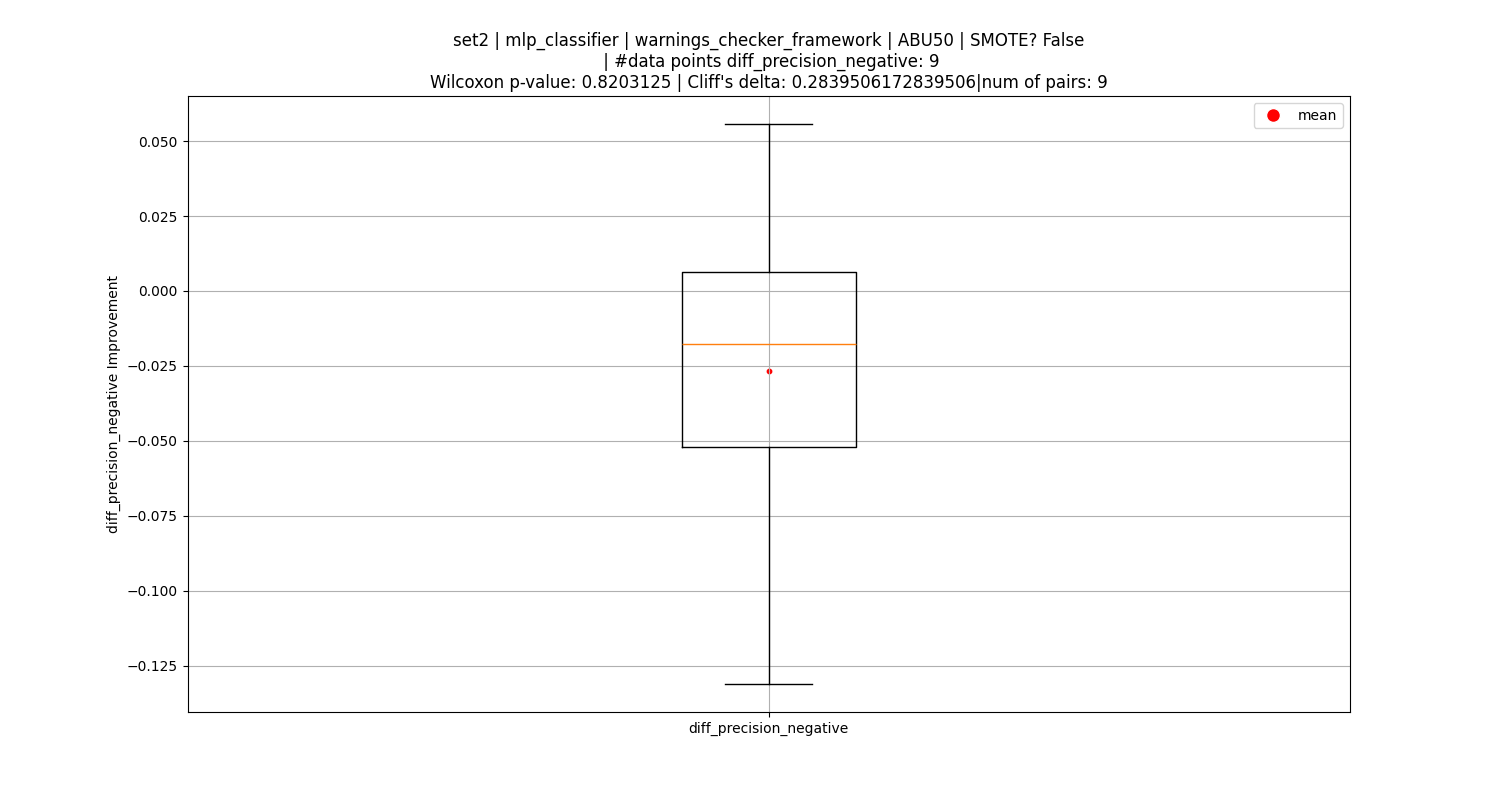 set2 | mlp_classifier | warnings_checker_framework | ABU50 | SMOTE? False
| #data points diff_precision_negative: 9
Wilcoxon p-value: 0.8203125 | Cliff's delta: 0.2839506172839506|num of pairs: 9
mean
0.050
0.025
0.000
−0.025
−0.050
−0.075
−0.100
−0.125
diff_precision_negative Improvement
diff_precision_negative